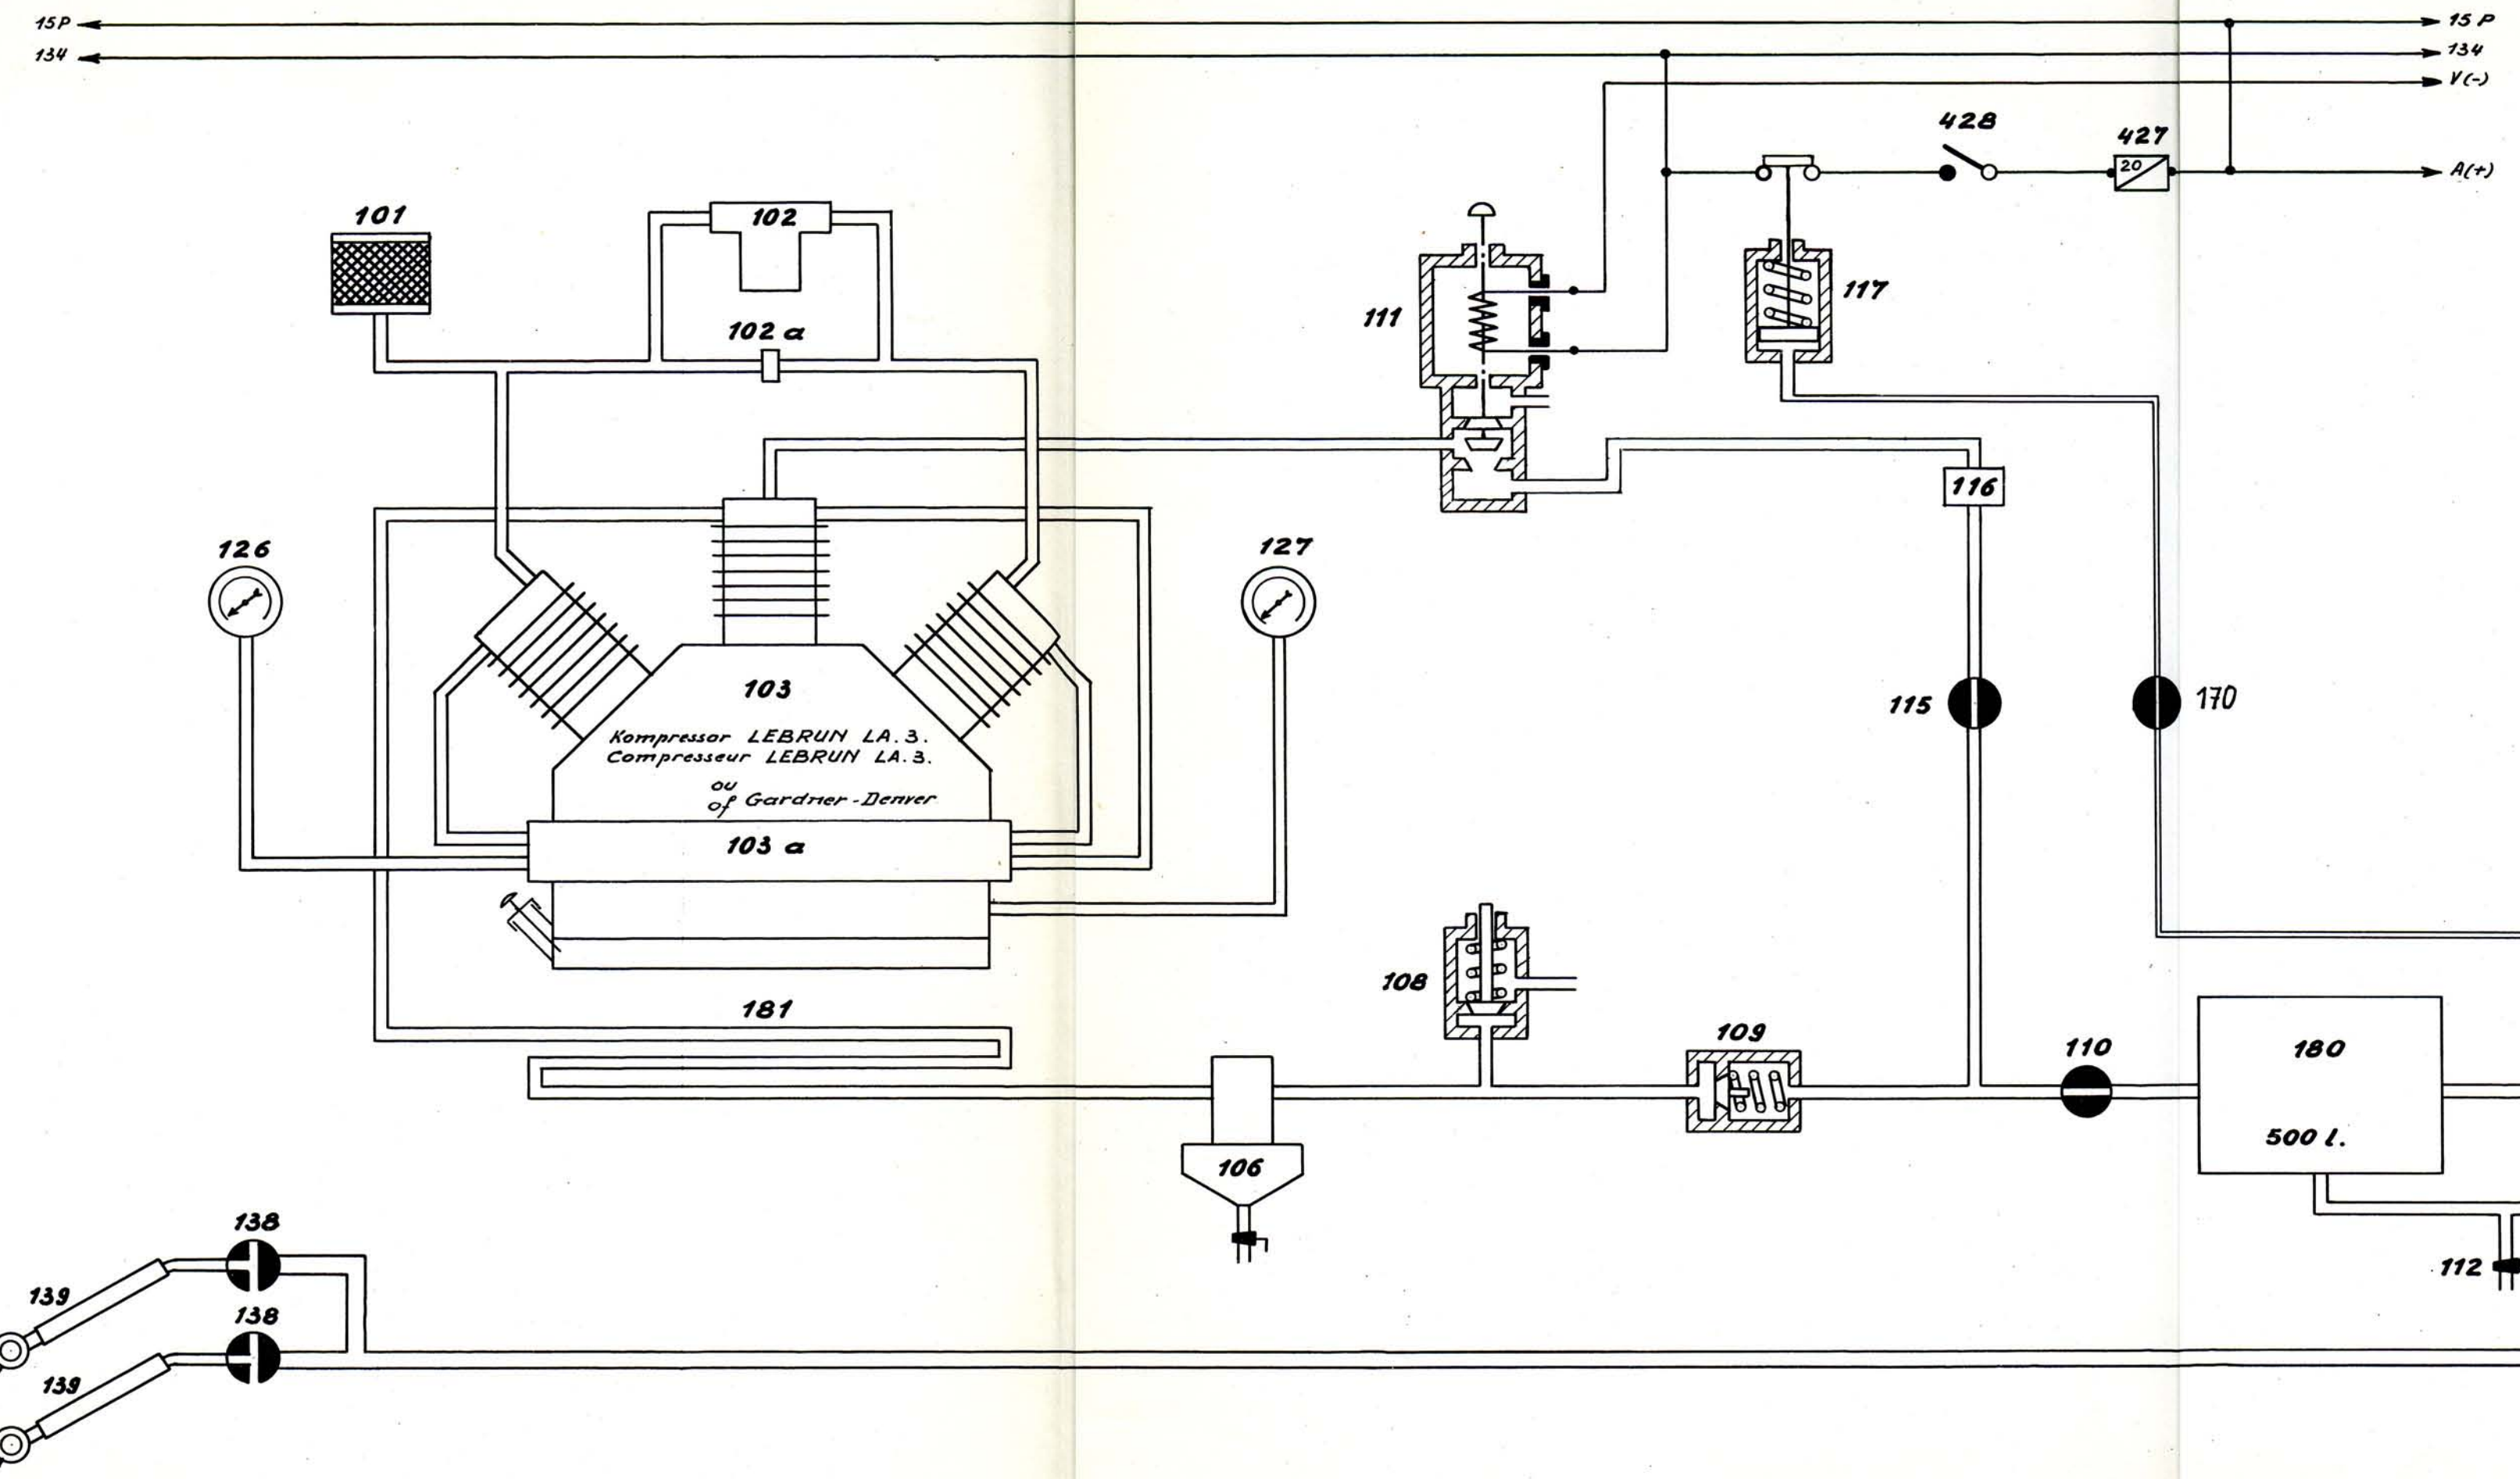 15P
15 P
134
134
V(-)
428
427
20
A(+)
101
102
102 a
111
117
116
126
127
103
115
170
Kompressor LEBRUN LA.3.
Compresseur LEBRUN LA.3.
ou
of Gardner-Denver
103 a
108
181
109
110
180
500 l.
106
138
139
112
138
139